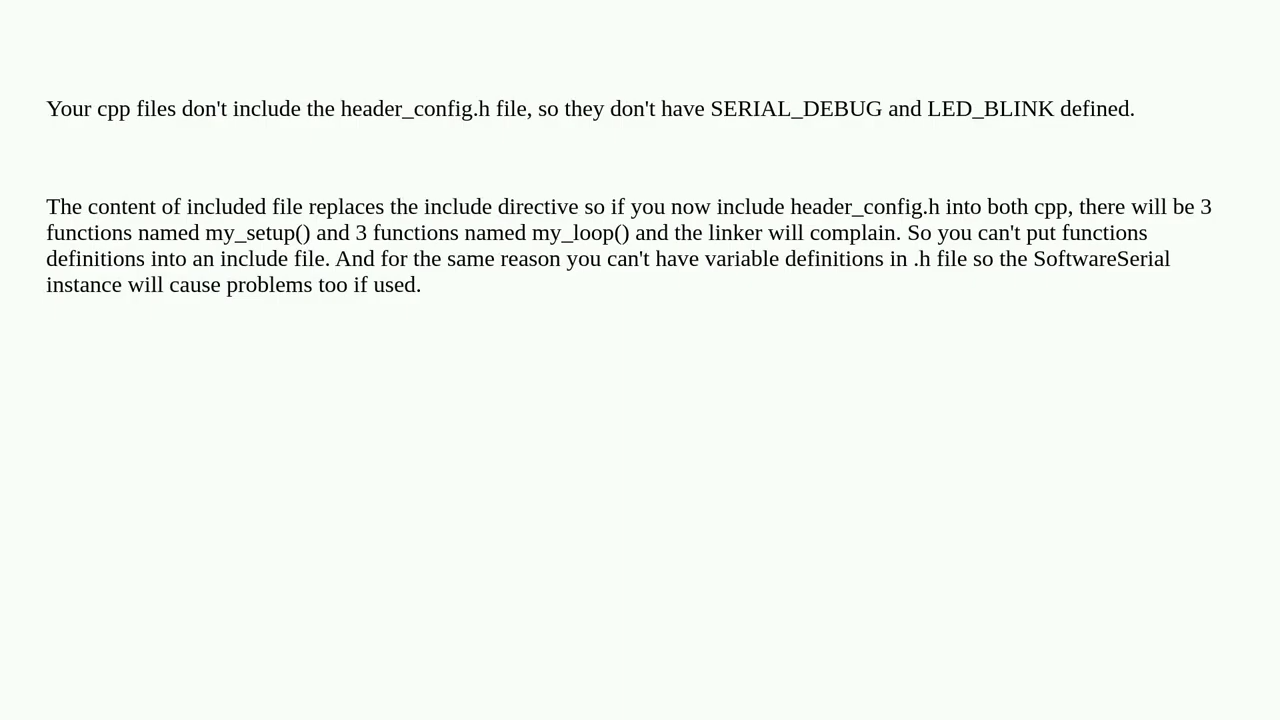 Your cpp files don't include the header_config.h file, so they don't have SERIAL_DEBUG and LED_BLINK defined.
The content of included file replaces the include directive so if you now include header_config.h into both cpp, there will be 3
functions named my_setup() and 3 functions named my_loop() and the linker will complain. So you can't put functions
definitions into an include file. And for the same reason you can't have variable definitions in .h file so the SoftwareSerial
instance will cause problems too if used.